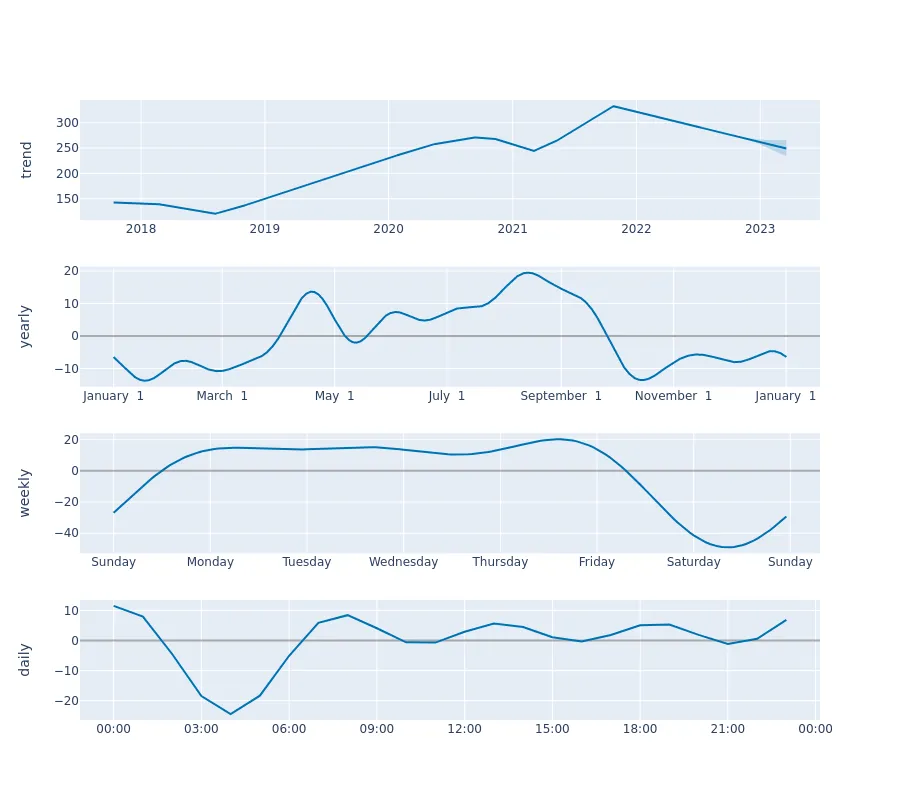 trend
300
250
200
150
2018 2019 2020 2021 2022 2023
yearly
20
10
0
−10
January 1 March 1 May 1 July 1 September 1 November 1 January 1
weekly
20
0
−20
−40
Sunday Monday Tuesday Wednesday Thursday Friday Saturday Sunday
daily
10
0
−10
−20
00:00 03:00 06:00 09:00 12:00 15:00 18:00 21:00 00:00